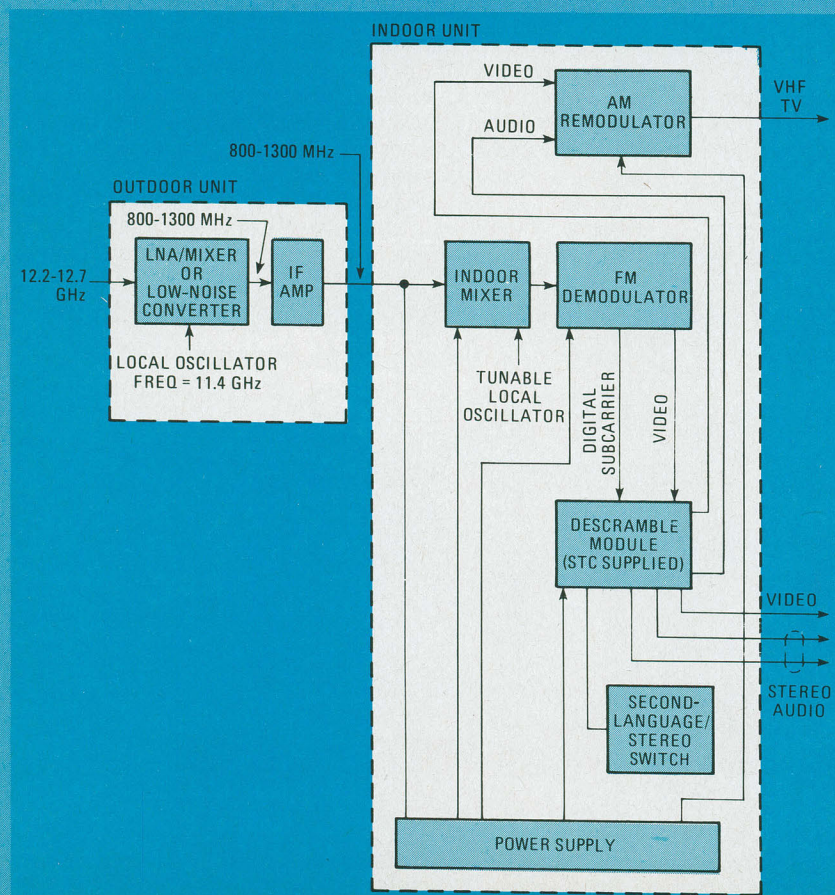 INDOOR UNIT
VIDEO
AM
REMODULATOR
VHF
TV
AUDIO
800-1300 MHz
OUTDOOR UNIT
800-1300 MHz
12.2-12.7
GHz
LNA/MIXER
OR
LOW-NOISE
CONVERTER
IF
AMP
INDOOR
MIXER
FM
DEMODULATOR
LOCAL OSCILLATOR
FREQ = 11.4 GHz
TUNABLE
LOCAL
OSCILLATOR
DIGITAL
SUBCARRIER
VIDEO
DESCRAMBLE
MODULE
(STC SUPPLIED)
VIDEO
STEREO
AUDIO
SECOND-
LANGUAGE/
STEREO
SWITCH
POWER SUPPLY